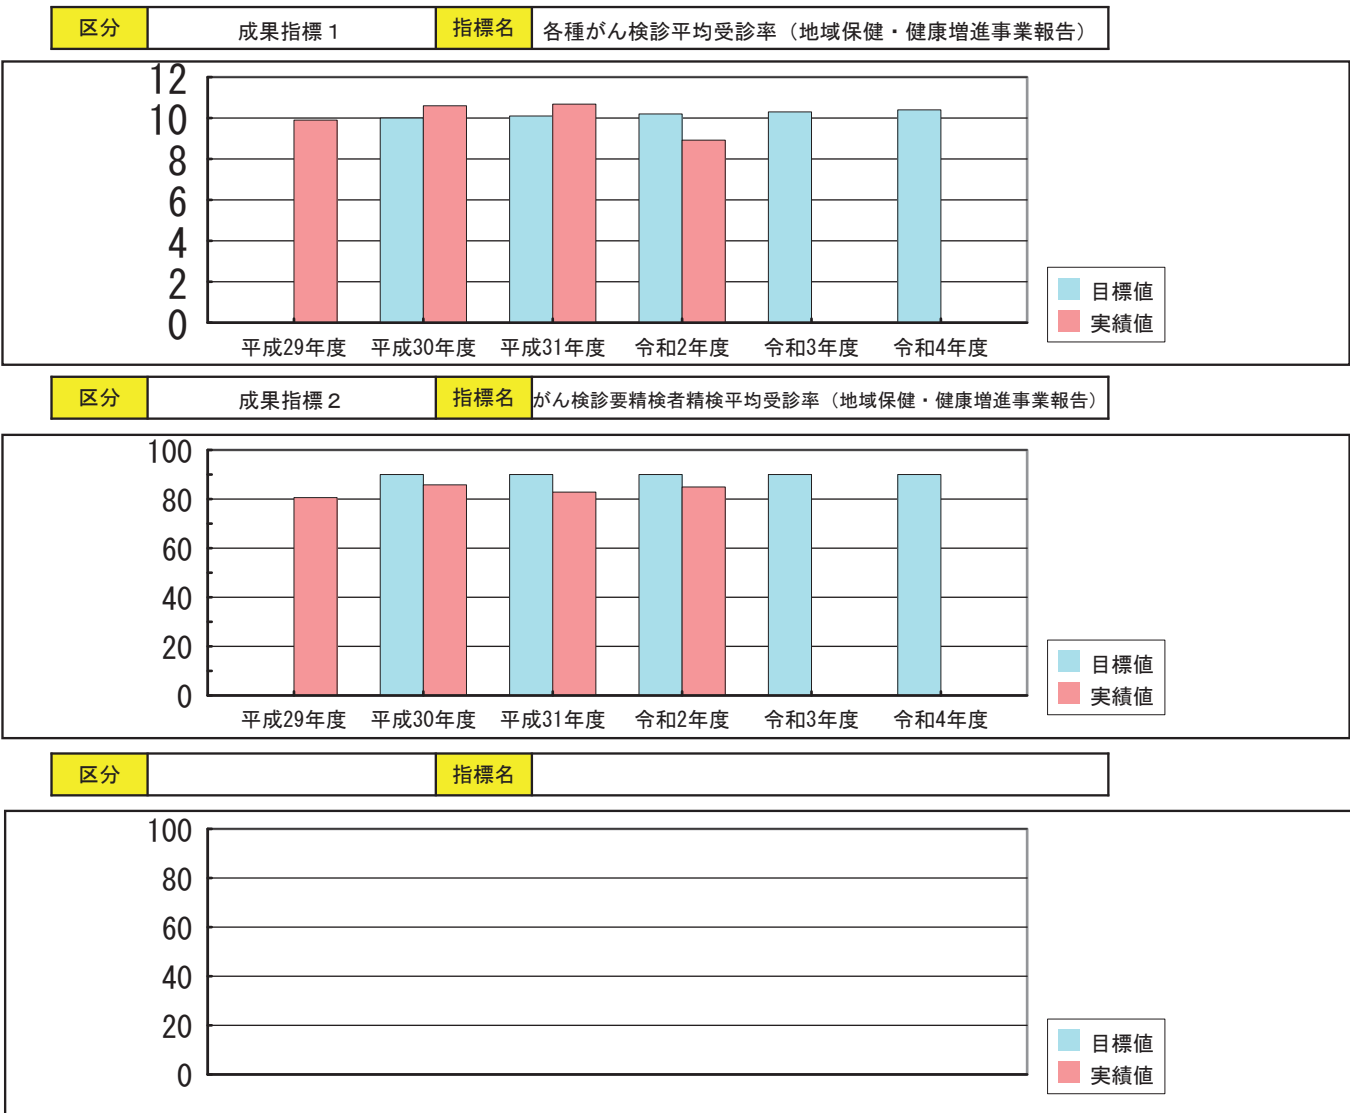 区分 成果指標１ 指標名 各種がん検診平均受診率（地域保健・健康増進事業報告）
12
10
8
6
4
2
0
平成29年度 平成30年度 平成31年度 令和2年度 令和3年度 令和4年度
目標値
実績値
区分 成果指標２ 指標名 がん検診要精検者精検平均受診率（地域保健・健康増進事業報告）
100
80
60
40
20
0
平成29年度 平成30年度 平成31年度 令和2年度 令和3年度 令和4年度
目標値
実績値
区分 指標名
100
80
60
40
20
0
目標値
実績値